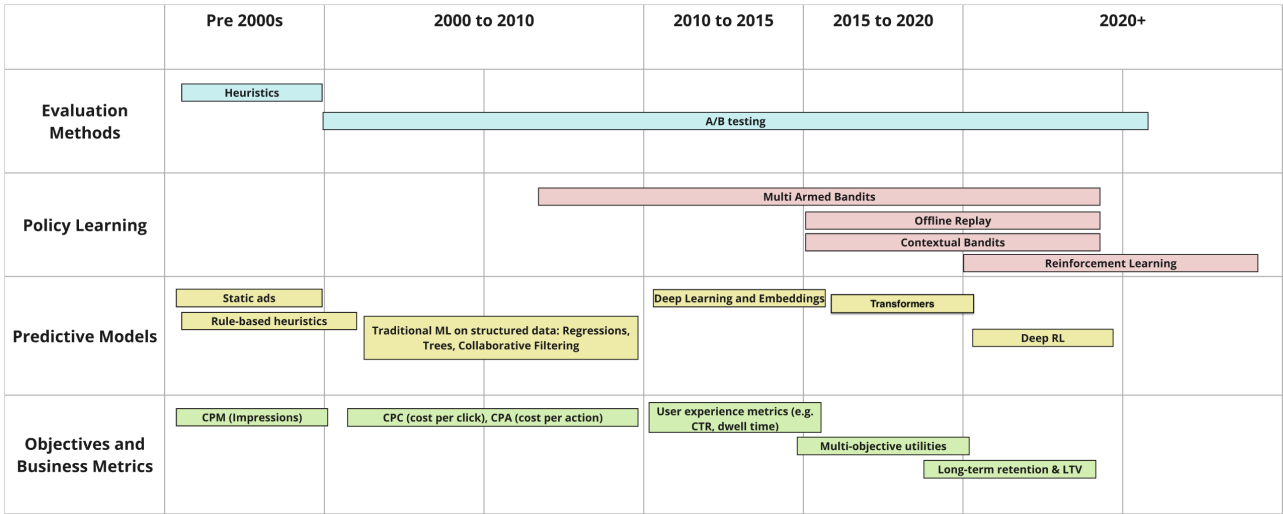 Pre 2000s
2000 to 2010
2010 to 2015
2015 to 2020
2020+
Evaluation
Methods
Heuristics
A/B testing
Policy Learning
Multi Armed Bandits
Offline Replay
Contextual Bandits
Reinforcement Learning
Predictive Models
Static ads
Rule-based heuristics
Traditional ML on structured data: Regressions,
Trees, Collaborative Filtering
Deep Learning and Embeddings
Transformers
Deep RL
Objectives and
Business Metrics
CPM (Impressions)
CPC (cost per click), CPA (cost per action)
User experience metrics (e.g.
CTR, dwell time)
Multi-objective utilities
Long-term retention & LTV